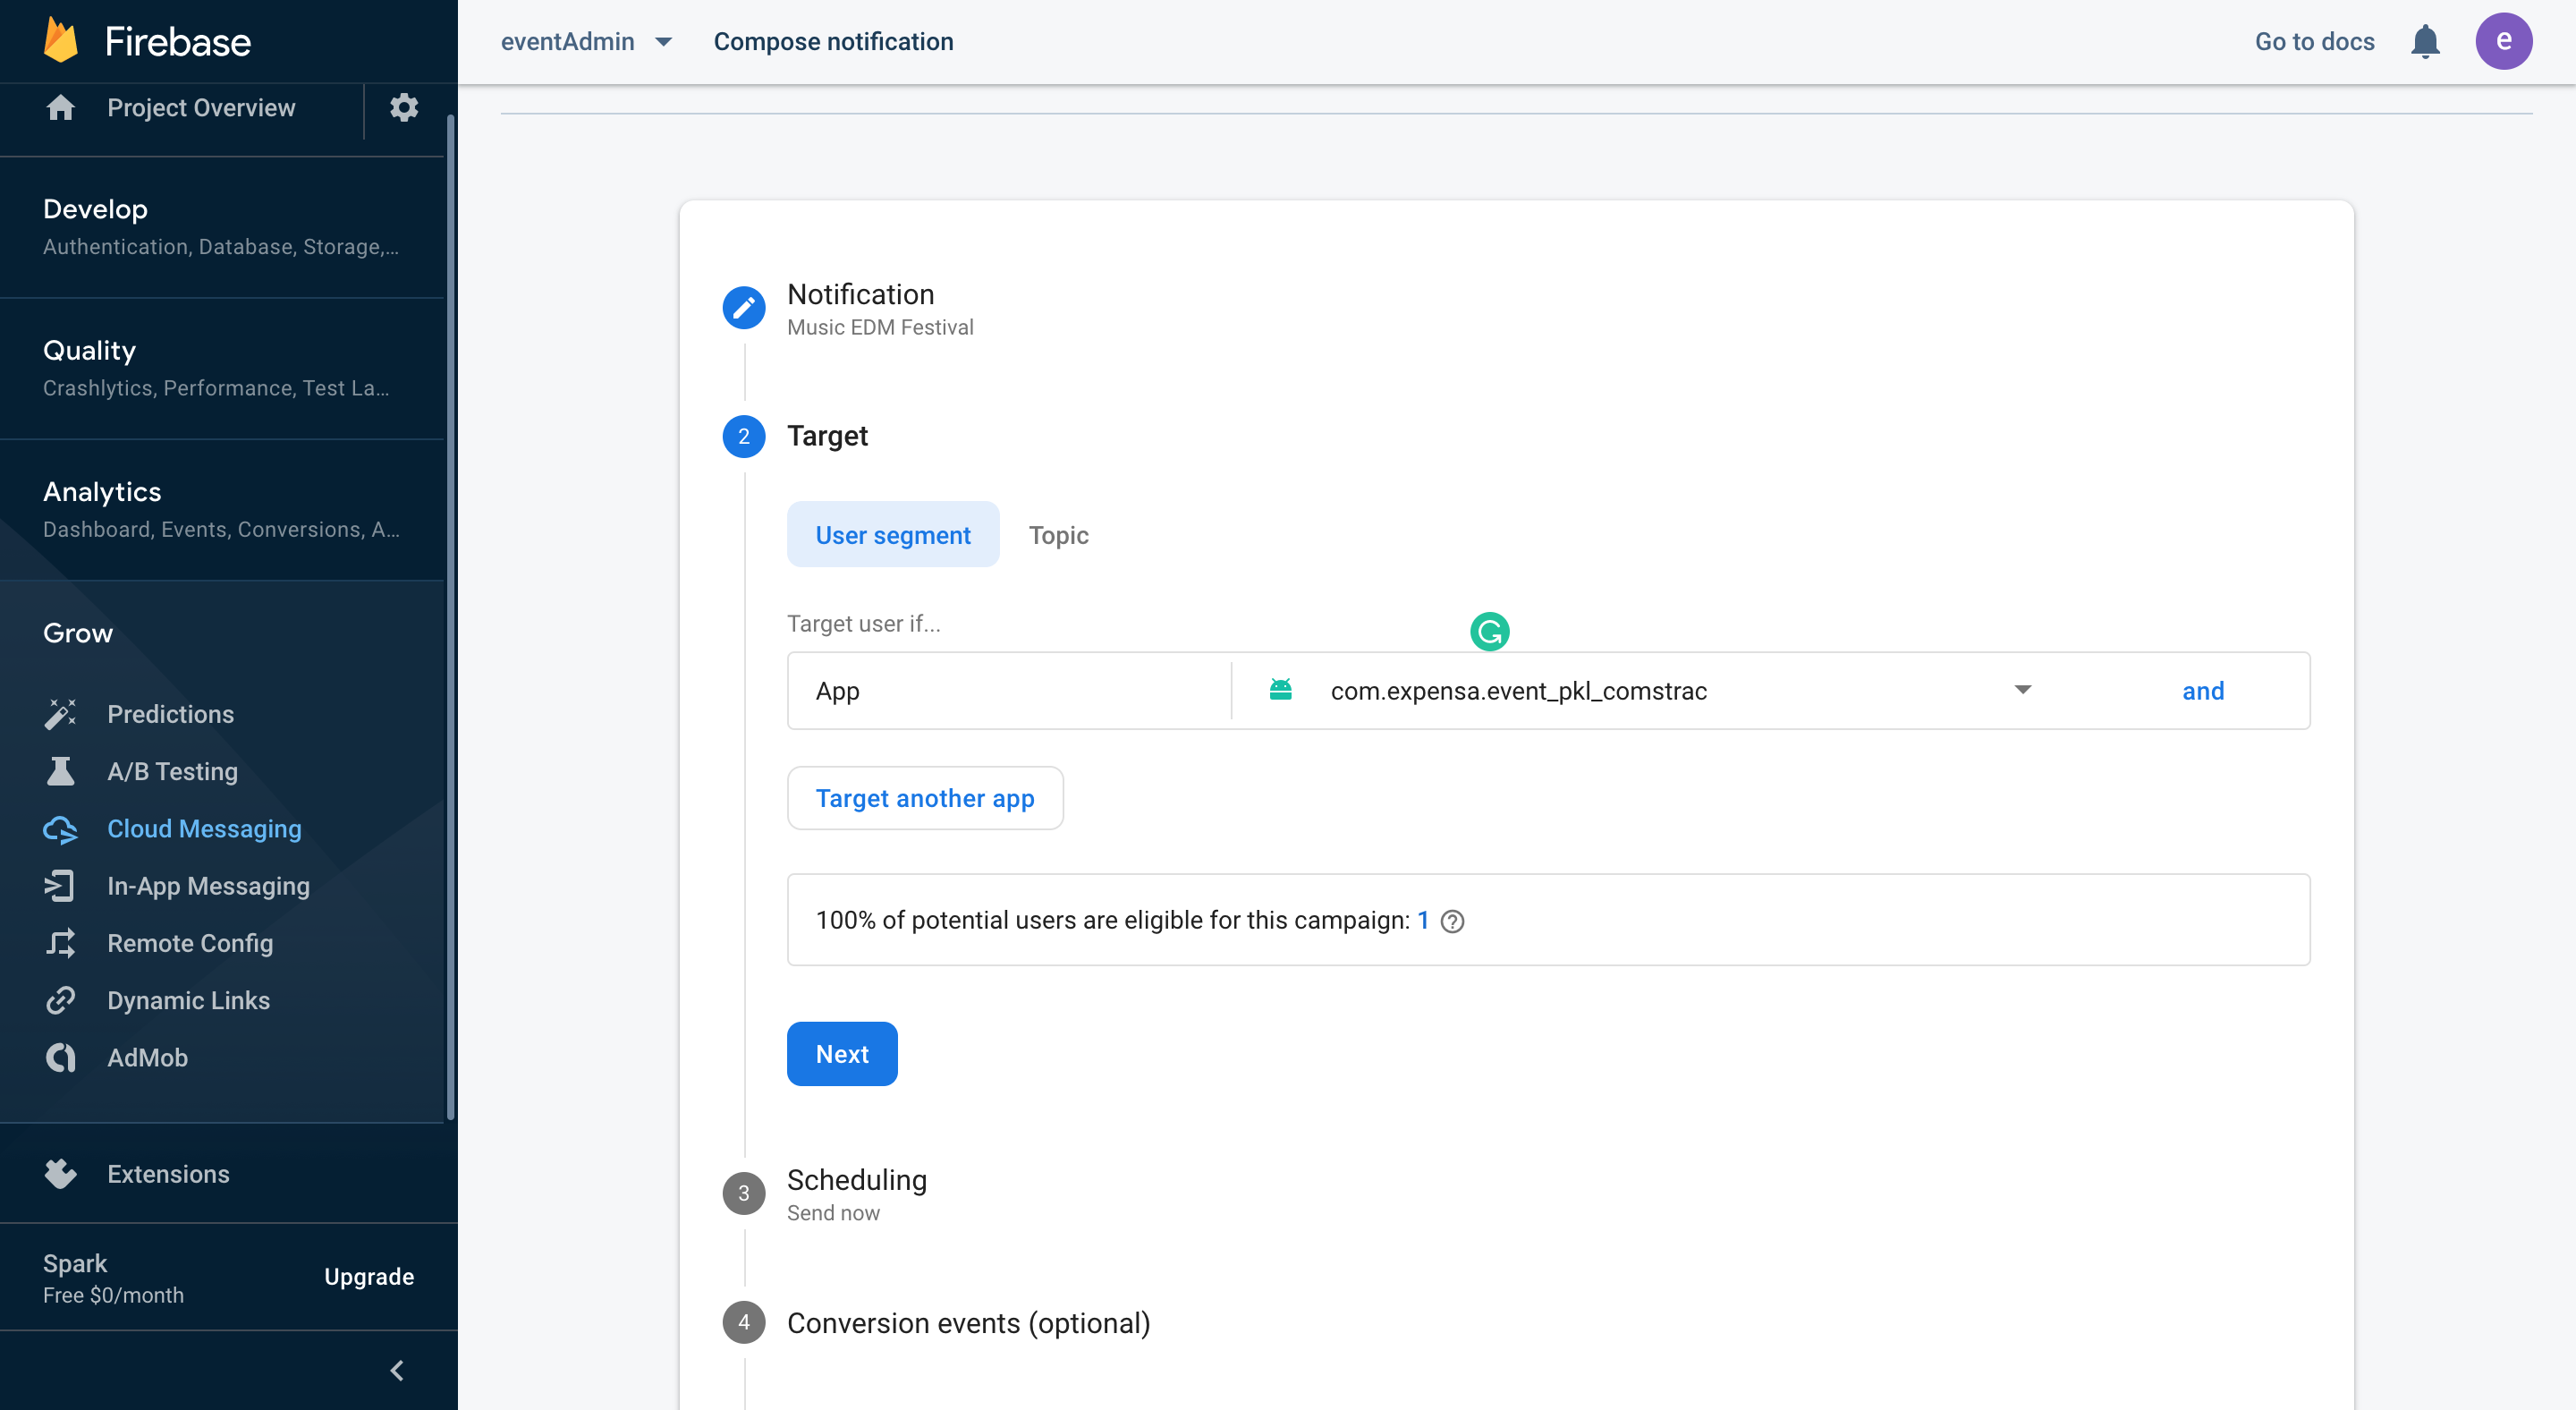 Firebase
eventAdmin
Compose notification
Go to docs
e
Project Overview
Develop
Authentication, Database, Storage,...
Quality
Crashlytics, Performance, Test La...
Analytics
Dashboard, Events, Conversions, A...
Grow
Predictions
A/B Testing
Cloud Messaging
In-App Messaging
Remote Config
Dynamic Links
AdMob
Extensions
Spark
Free $0/month
Upgrade
Notification
Music EDM Festival
2
Target
User segment
Topic
Target user if...
App
com.expensa.event_pkl_comstrac
and
Target another app
100% of potential users are eligible for this campaign: 1 ?
Next
3
Scheduling
Send now
4
Conversion events (optional)